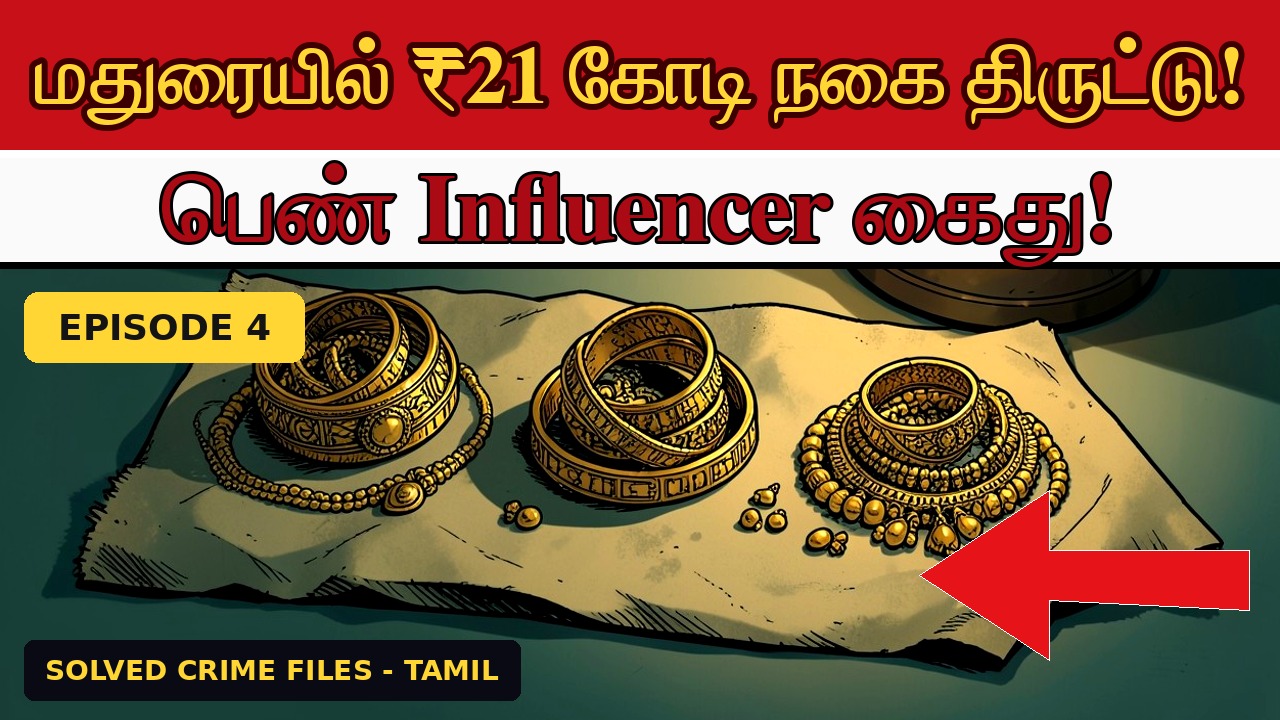 மதுரையில் ₹21 கோடி நகை திருட்டு!
பெண் Influencer கைது!
EPISODE 4
SOLVED CRIME FILES - TAMIL